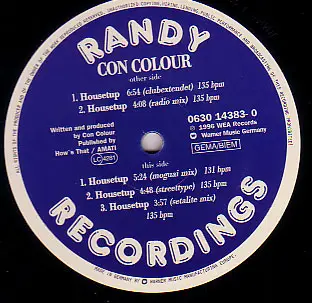 RANDY
CON COLOUR
other side
1. Housetup 6:54 (clubextendet) 135 bpm
2. Housetup 4:08 (radio mix) 135 bpm
Written and produced
by Con Colour
Published by
How's That / AMATI
LC 4281
0630 14383-0
℗ 1996 WEA Records
© Warner Music Germany
GEMA/BIEM
this side
1. Housetup 5:24 (moguai mix) 131 bpm
2. Housetup 4:48 (streettype) 135 bpm
3. Housetup 3:57 (setalite mix)
135 bpm
RECORDINGS
MADE IN GERMANY BY WARNER MUSIC MANUFACTURING EUROPE.